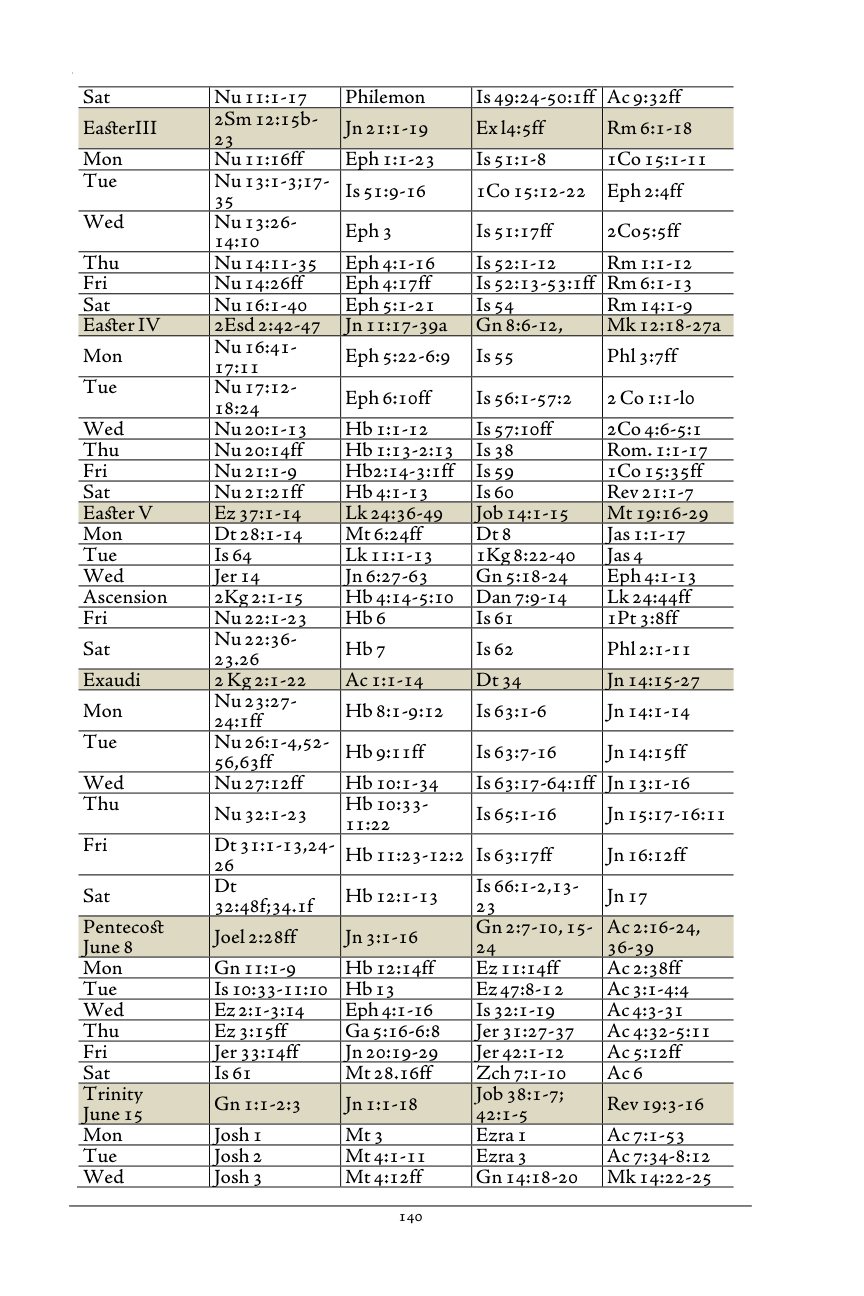 Sat Nu 11:1-17 Philemon Is 49:24-50:1ff Ac 9:32ff
EasterIII 2Sm 12:15b-23 Jn 21:1-19 Ex l4:5ff Rm 6:1-18
Mon Nu 11:16ff Eph 1:1-23 Is 51:1-8 1Co 15:1-11
Tue Nu 13:1-3;17-35 Is 51:9-16 1Co 15:12-22 Eph 2:4ff
Wed Nu 13:26-14:10 Eph 3 Is 51:17ff 2Co5:5ff
Thu Nu 14:11-35 Eph 4:1-16 Is 52:1-12 Rm 1:1-12
Fri Nu 14:26ff Eph 4:17ff Is 52:13-53:1ff Rm 6:1-13
Sat Nu 16:1-40 Eph 5:1-21 Is 54 Rm 14:1-9
Easter IV 2Esd 2:42-47 Jn 11:17-39a Gn 8:6-12, Mk 12:18-27a
Mon Nu 16:41-17:11 Eph 5:22-6:9 Is 55 Phl 3:7ff
Tue Nu 17:12-18:24 Eph 6:10ff Is 56:1-57:2 2 Co 1:1-lo
Wed Nu 20:1-13 Hb 1:1-12 Is 57:10ff 2Co 4:6-5:1
Thu Nu 20:14ff Hb 1:13-2:13 Is 38 Rom. 1:1-17
Fri Nu 21:1-9 Hb2:14-3:1ff Is 59 1Co 15:35ff
Sat Nu 21:21ff Hb 4:1-13 Is 60 Rev 21:1-7
Easter V Ez 37:1-14 Lk 24:36-49 Job 14:1-15 Mt 19:16-29
Mon Dt 28:1-14 Mt 6:24ff Dt 8 Jas 1:1-17
Tue Is 64 Lk 11:1-13 1Kg 8:22-40 Jas 4
Wed Jer 14 Jn 6:27-63 Gn 5:18-24 Eph 4:1-13
Ascension 2Kg 2:1-15 Hb 4:14-5:10 Dan 7:9-14 Lk 24:44ff
Fri Nu 22:1-23 Hb 6 Is 61 1Pt 3:8ff
Sat Nu 22:36-23.26 Hb 7 Is 62 Phl 2:1-11
Exaudi 2 Kg 2:1-22 Ac 1:1-14 Dt 34 Jn 14:15-27
Mon Nu 23:27-24:1ff Hb 8:1-9:12 Is 63:1-6 Jn 14:1-14
Tue Nu 26:1-4,52-56,63ff Hb 9:11ff Is 63:7-16 Jn 14:15ff
Wed Nu 27:12ff Hb 10:1-34 Is 63:17-64:1ff Jn 13:1-16
Thu Nu 32:1-23 Hb 10:33-11:22 Is 65:1-16 Jn 15:17-16:11
Fri Dt 31:1-13,24-26 Hb 11:23-12:2 Is 63:17ff Jn 16:12ff
Sat Dt 32:48f;34.1f Hb 12:1-13 Is 66:1-2,13-23 Jn 17
Pentecost June 8 Joel 2:28ff Jn 3:1-16 Gn 2:7-10, 15-24 Ac 2:16-24, 36-39
Mon Gn 11:1-9 Hb 12:14ff Ez 11:14ff Ac 2:38ff
Tue Is 10:33-11:10 Hb 13 Ez 47:8-1 2 Ac 3:1-4:4
Wed Ez 2:1-3:14 Eph 4:1-16 Is 32:1-19 Ac 4:3-31
Thu Ez 3:15ff Ga 5:16-6:8 Jer 31:27-37 Ac 4:32-5:11
Fri Jer 33:14ff Jn 20:19-29 Jer 42:1-12 Ac 5:12ff
Sat Is 61 Mt 28.16ff Zch 7:1-10 Ac 6
Trinity June 15 Gn 1:1-2:3 Jn 1:1-18 Job 38:1-7; 42:1-5 Rev 19:3-16
Mon Josh 1 Mt 3 Ezra 1 Ac 7:1-53
Tue Josh 2 Mt 4:1-11 Ezra 3 Ac 7:34-8:12
Wed Josh 3 Mt 4:12ff Gn 14:18-20 Mk 14:22-25
140